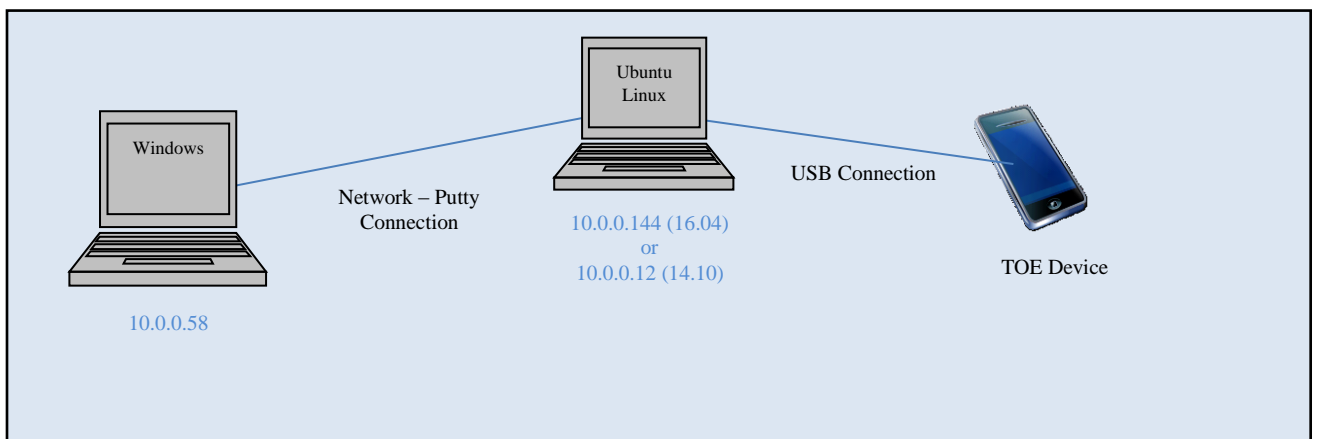 Windows
10.0.0.58
Network – Putty
Connection
Ubuntu
Linux
10.0.0.144 (16.04)
or
10.0.0.12 (14.10)
USB Connection
TOE Device